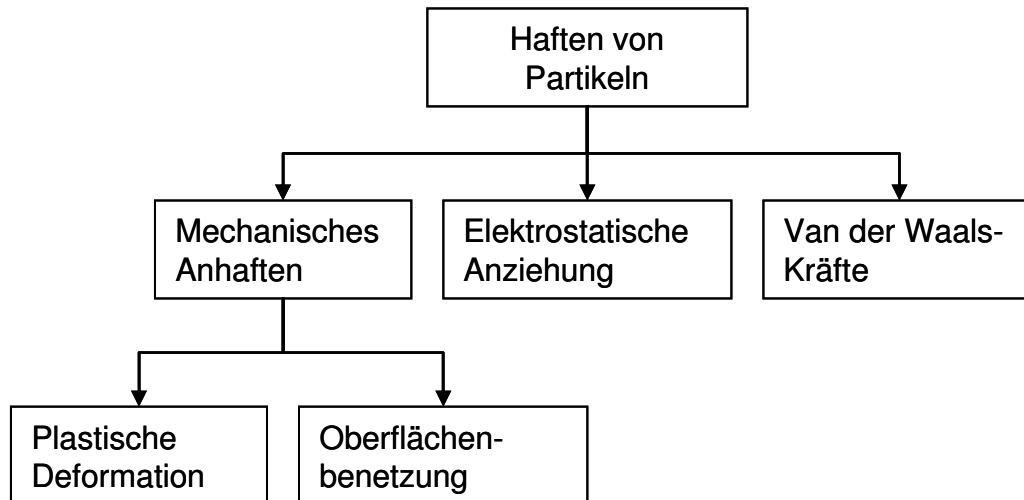 Haften von
Partikeln
Mechanisches
Anhaften
Elektrostatische
Anziehung
Van der Waals-
Kräfte
Plastische
Deformation
Oberflächen-
benetzung